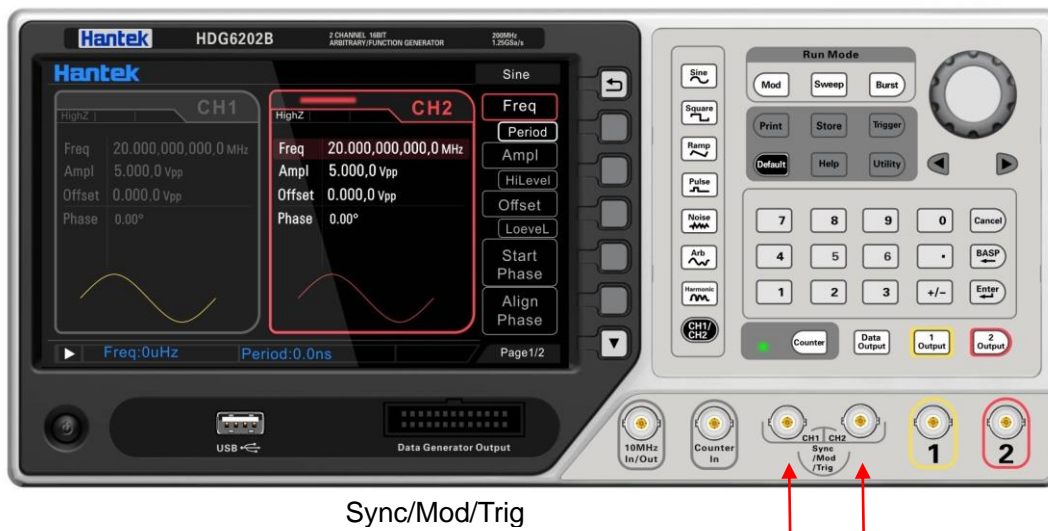 Hantek HDG6202B 2 CHANNEL 16BIT ARBITRARY/FUNCTION GENERATOR 200MHz 1.25GSa/s
Hantek
Sine
CH1
HighZ
Freq 20.000,000,000,0 MHz
Ampl 5.000,0 Vpp
Offset 0.000,0 Vpp
Phase 0.00°
CH2
HighZ
Freq 20.000,000,000,0 MHz
Ampl 5.000,0 Vpp
Offset 0.000,0 Vpp
Phase 0.00°
Freq
Period
Ampl
HiLevel
Offset
LoeveL
Start
Phase
Align
Phase
Freq:0uHz Period:0.0ns Page1/2
Sine
Square
Ramp
Pulse
Noise
Arb
Harmonic
CH1/
CH2
Run Mode
Mod Sweep Burst
Print Store Trigger
Default Help Utility
7 8 9 0 Cancel
4 5 6 . BASP
1 2 3 +/- Enter
Counter
Data
Output
1
Output
2
Output
USB
Data Generator Output
10MHz
In/Out
Counter
In
CH1 CH2
Sync
/Mod
/Trig
1
2
Sync/Mod/Trig